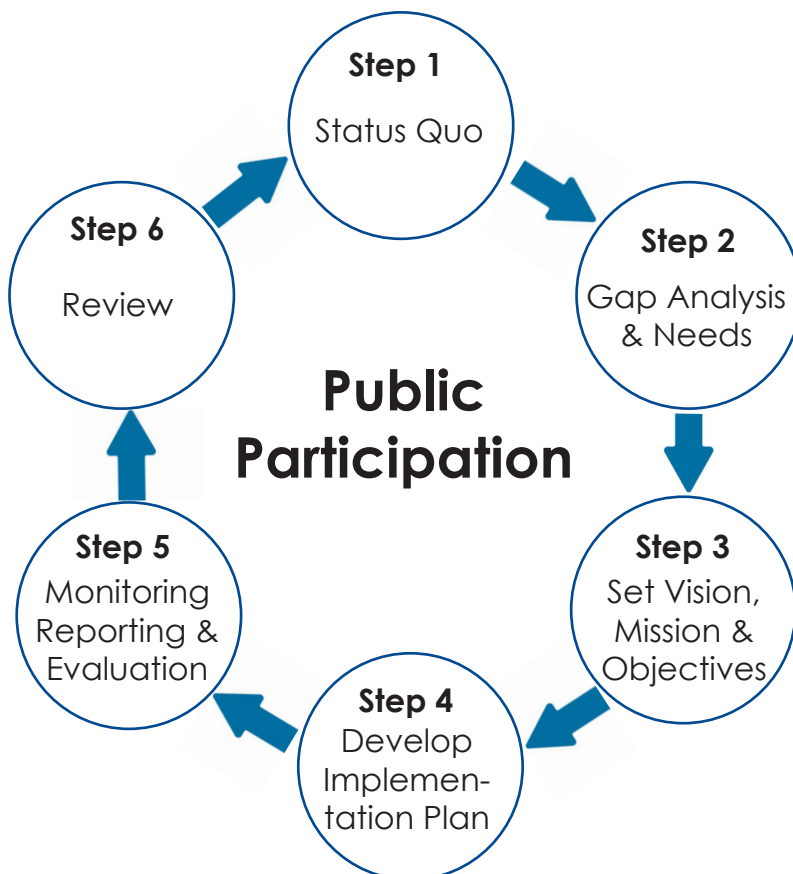 Step 1
Status Quo
Step 2
Gap Analysis
& Needs
Step 3
Set Vision,
Mission &
Objectives
Step 4
Develop
Implemen-
tation Plan
Step 5
Monitoring
Reporting &
Evaluation
Step 6
Review
Public
Participation